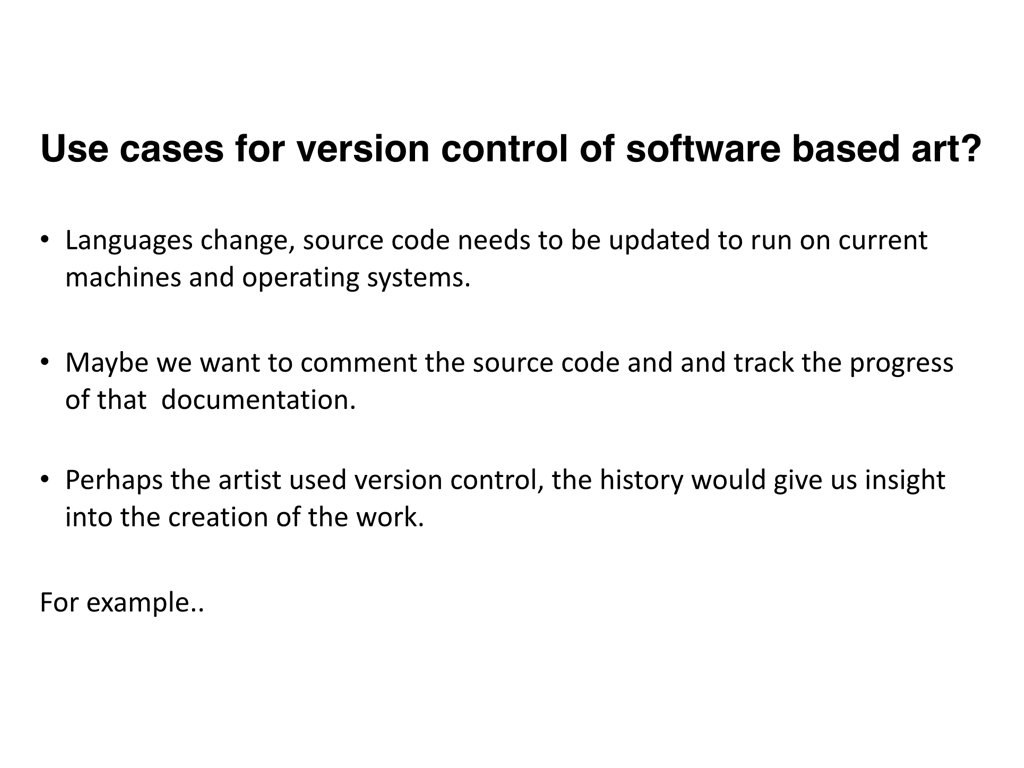 Use cases for version control of software based art?
• Languages change, source code needs to be updated to run on current
machines and operating systems.
• Maybe we want to comment the source code and and track the progress
of that  documentation.
• Perhaps the artist used version control, the history would give us insight
into the creation of the work.
For example..